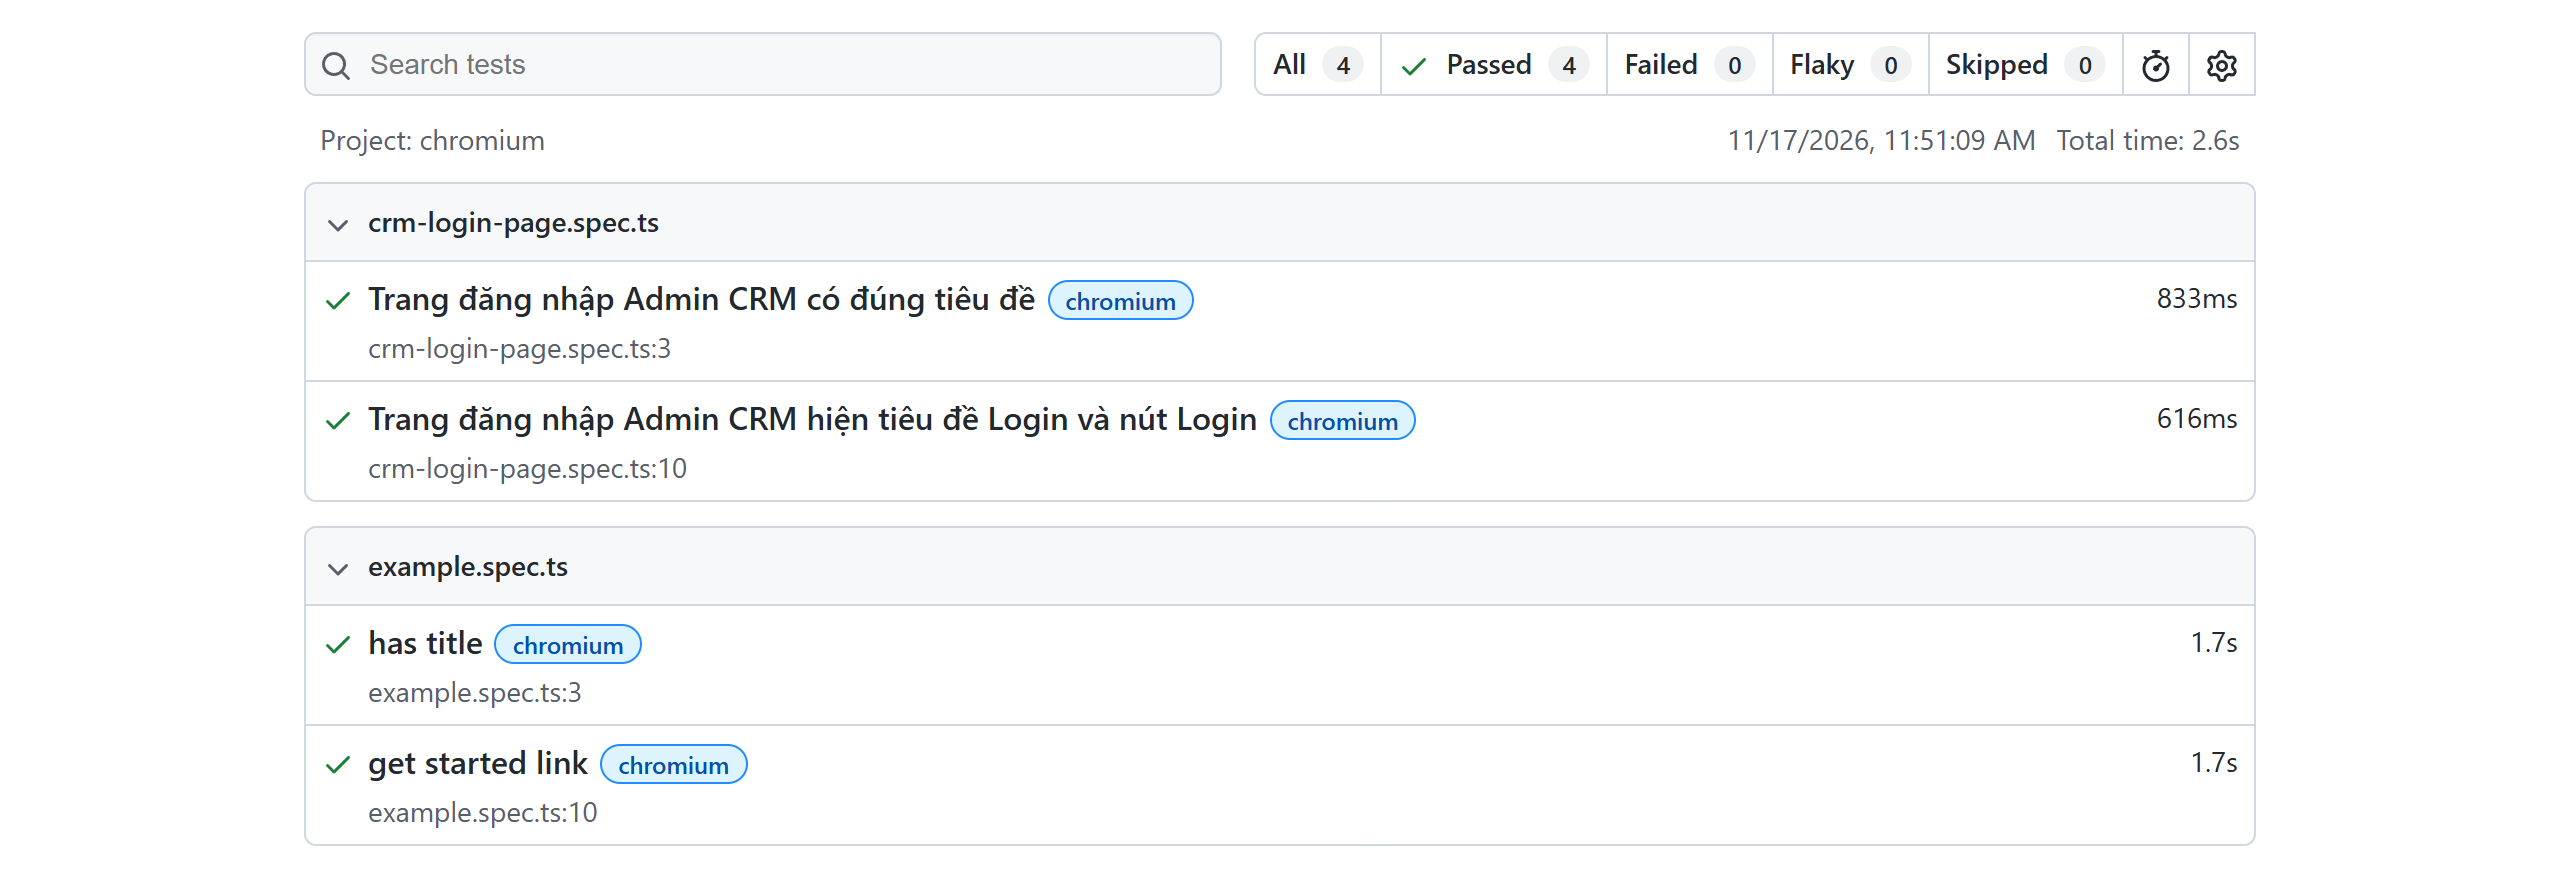 Search tests
All 4 Passed 4 Failed 0 Flaky 0 Skipped 0
Project: chromium 11/17/2026, 11:51:09 AM Total time: 2.6s
crm-login-page.spec.ts
Trang đăng nhập Admin CRM có đúng tiêu đề chromium 833ms
crm-login-page.spec.ts:3
Trang đăng nhập Admin CRM hiện tiêu đề Login và nút Login chromium 616ms
crm-login-page.spec.ts:10
example.spec.ts
has title chromium 1.7s
example.spec.ts:3
get started link chromium 1.7s
example.spec.ts:10